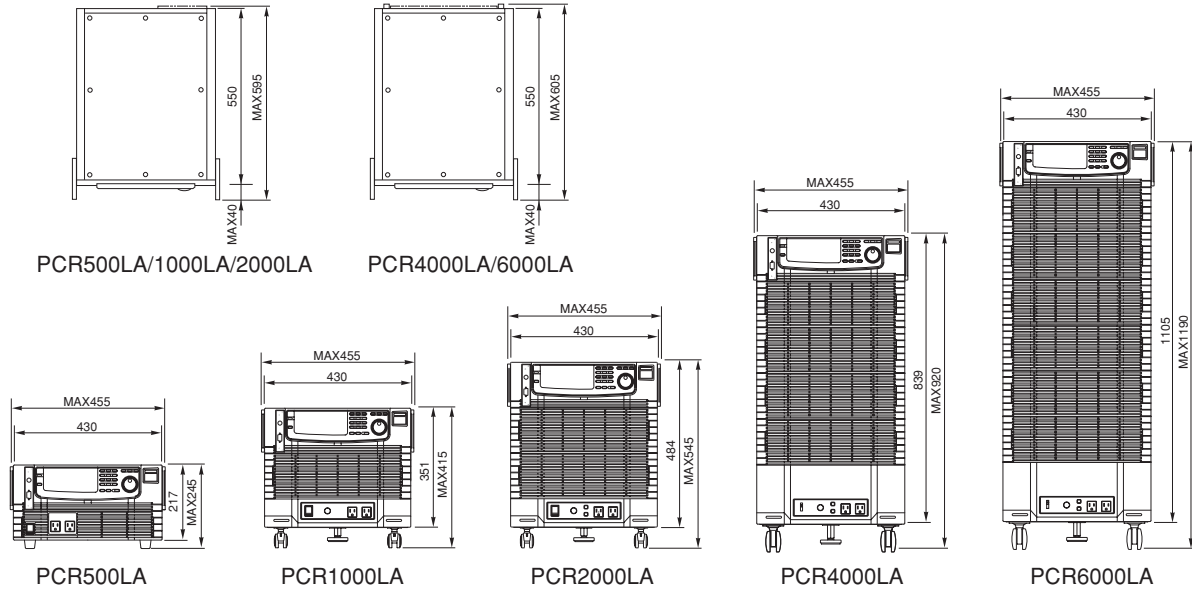 550
MAX595
MAX40
PCR500LA/1000LA/2000LA
550
MAX605
MAX40
PCR4000LA/6000LA
MAX455
430
217
MAX245
PCR500LA
MAX455
430
351
MAX415
PCR1000LA
MAX455
430
484
MAX545
PCR2000LA
MAX455
430
839
MAX920
PCR4000LA
MAX455
430
1105
MAX1190
PCR6000LA